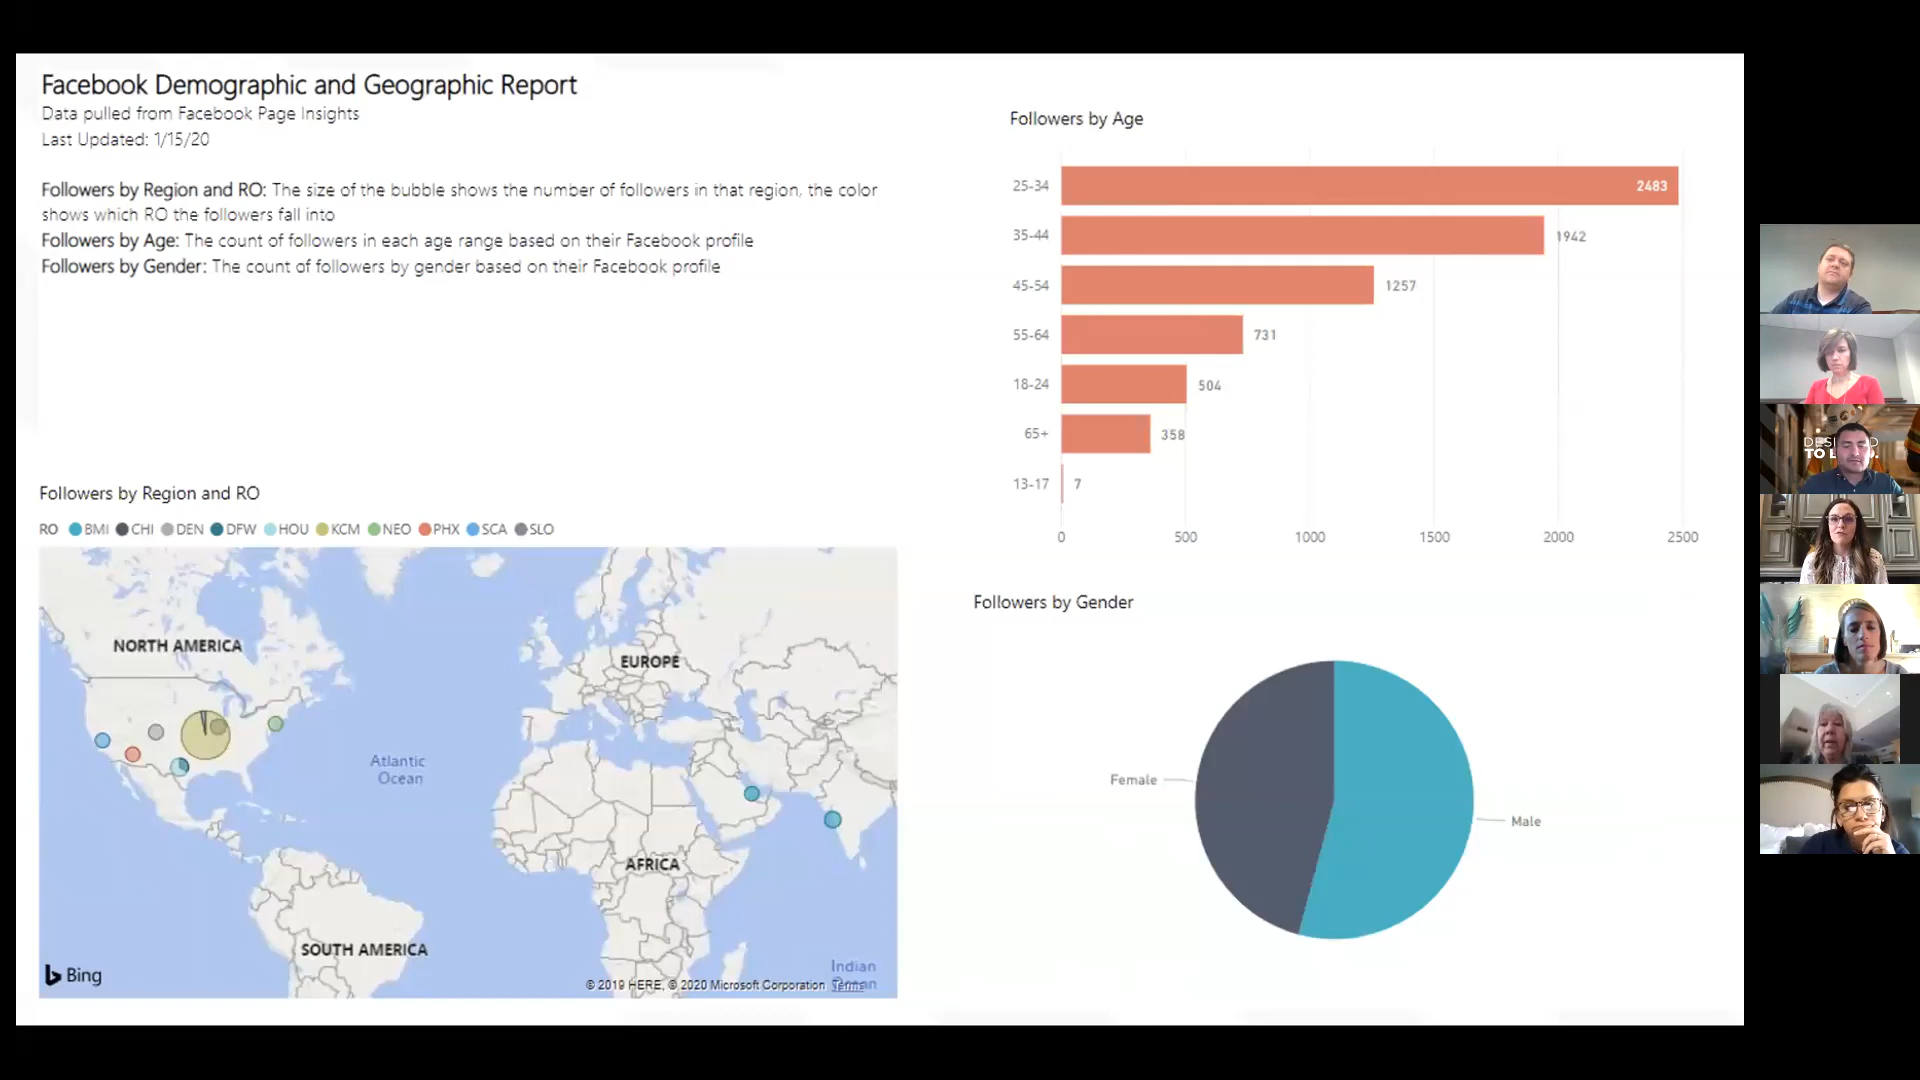 Facebook Demographic and Geographic Report
Data pulled from Facebook Page Insights
Last Updated: 1/15/20
Followers by Region and RO: The size of the bubble shows the number of followers in that region, the color
shows which RO the followers fall into
Followers by Age: The count of followers in each age range based on their Facebook profile
Followers by Gender: The count of followers by gender based on their Facebook profile
Followers by Region and RO
RO BMI CHI DEN DFW HOU KCM NEO PHX SCA SLO
NORTH AMERICA
EUROPE
Atlantic
Ocean
AFRICA
SOUTH AMERICA
Indian
Bing
© 2019 HERE, © 2020 Microsoft Corporation Terms
Followers by Age
25-34 2483
35-44 1942
45-54 1257
55-64 731
18-24 504
65+ 358
13-17 7
0 500 1000 1500 2000 2500
Followers by Gender
Female
Male